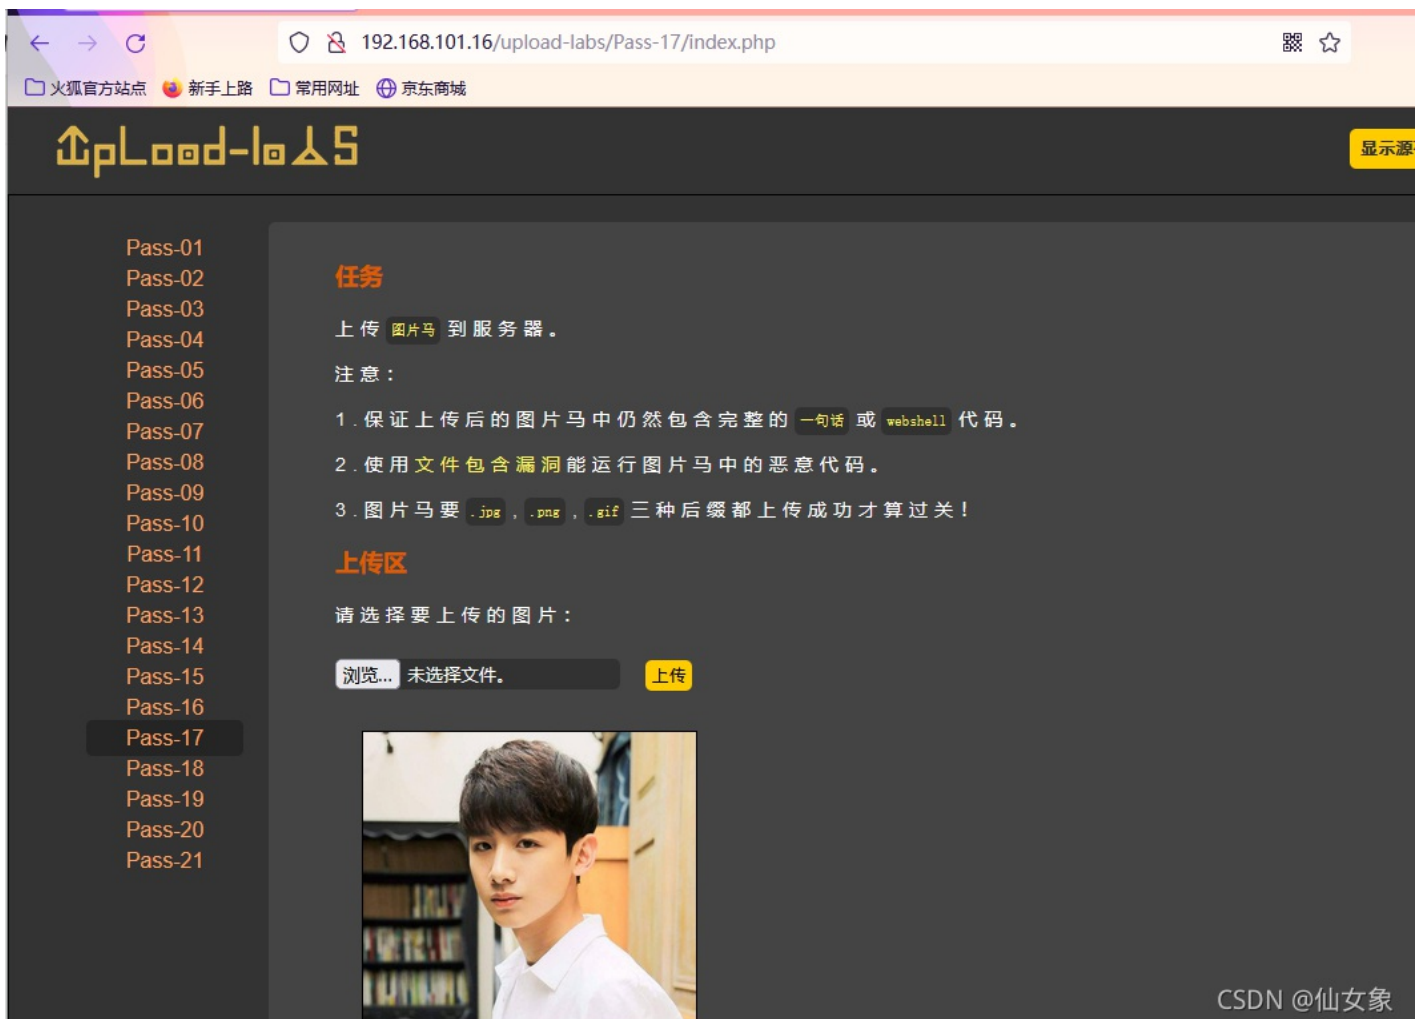 192.168.101.16/upload-labs/Pass-17/index.php
火狐官方站点 新手上路 常用网址 京东商城
UpLoad-labs
显示源
Pass-01
Pass-02
Pass-03
Pass-04
Pass-05
Pass-06
Pass-07
Pass-08
Pass-09
Pass-10
Pass-11
Pass-12
Pass-13
Pass-14
Pass-15
Pass-16
Pass-17
Pass-18
Pass-19
Pass-20
Pass-21
任务
上传 图片马 到服务器。
注意：
1.保证上传后的图片马中仍然包含完整的 一句话 或 webshell 代码。
2.使用文件包含漏洞能运行图片马中的恶意代码。
3.图片马要 .jpg , .png , .gif 三种后缀都上传成功才算过关！
上传区
请选择要上传的图片：
浏览... 未选择文件。 上传
CSDN @仙女象